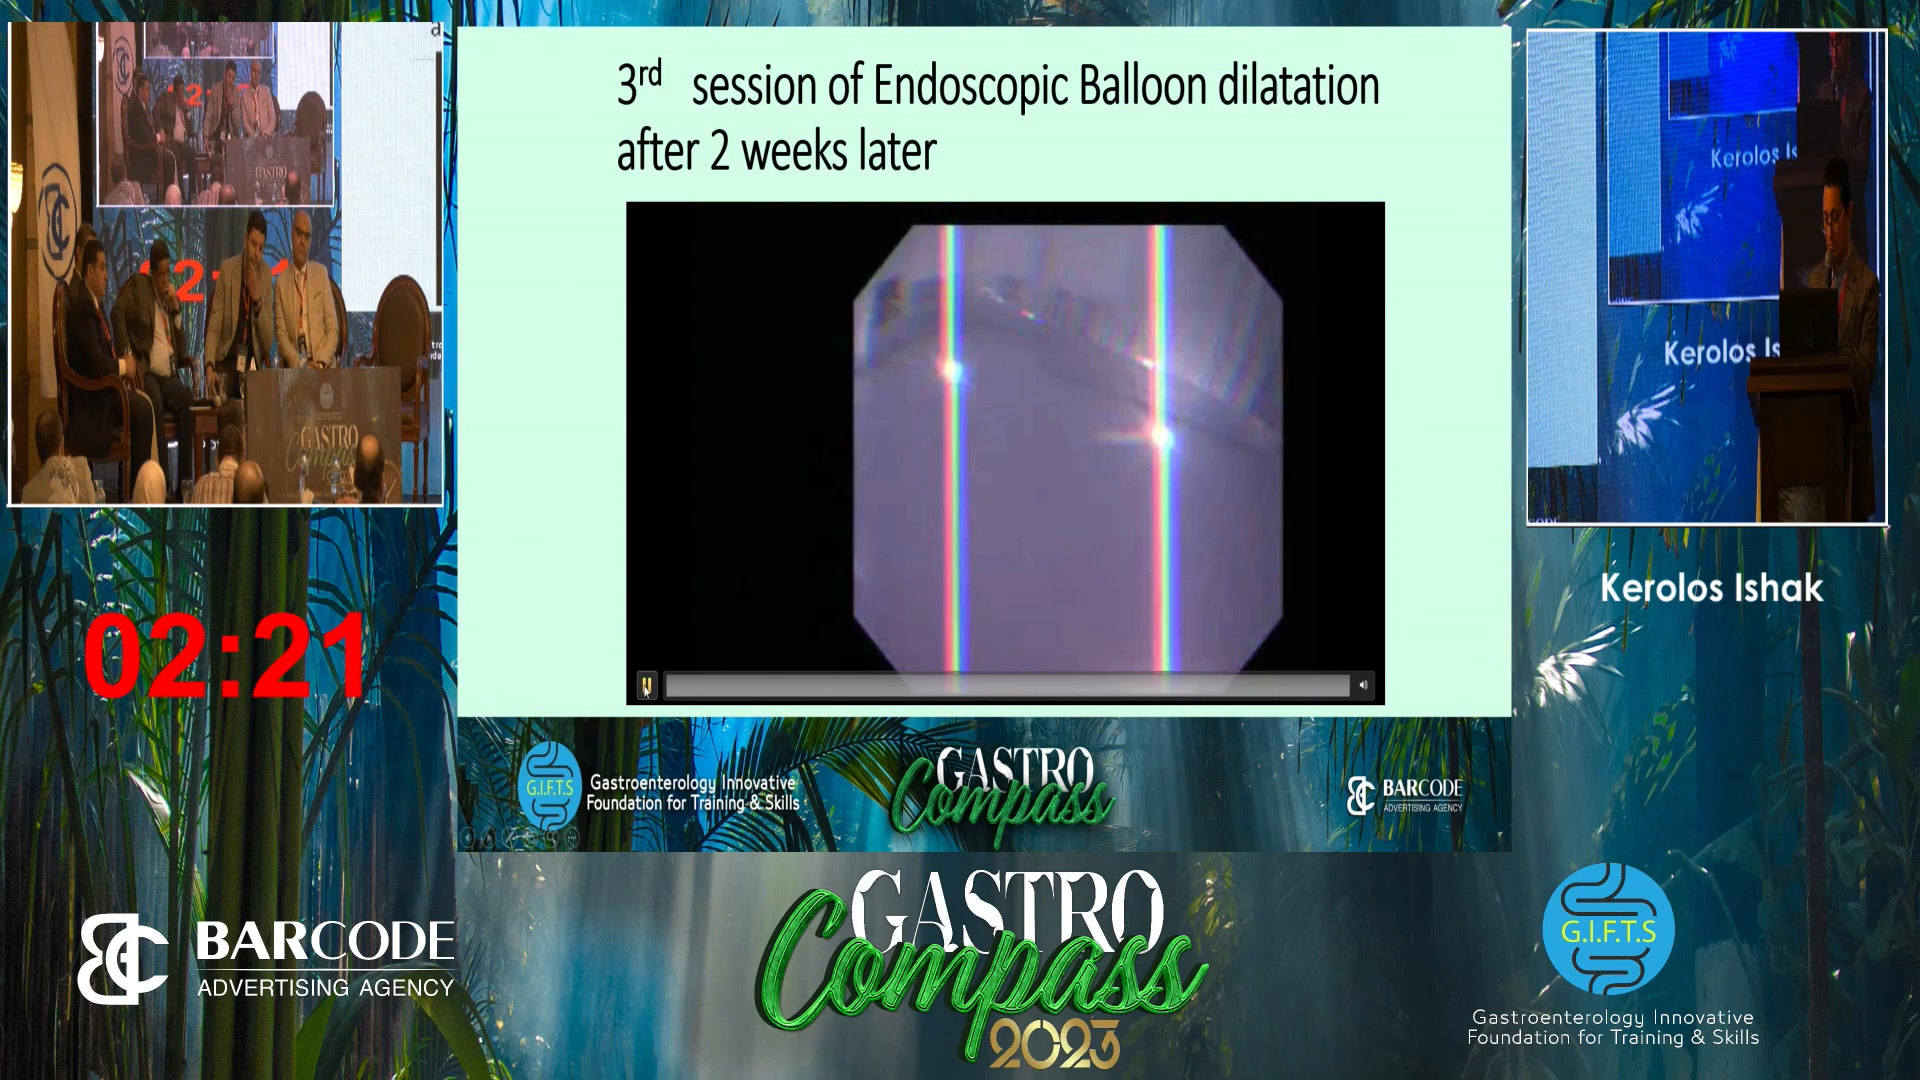 3rd session of Endoscopic Balloon dilatation
after 2 weeks later
Kerolos Is
Kerolos Is
Kerolos Ishak
02:21
GASTRO
Compass
G.I.F.T.S
Gastroenterology Innovative
Foundation for Training & Skills
GASTRO
Compass
BARCODE
ADVERTISING AGENCY
BARCODE
ADVERTISING AGENCY
GASTRO
Compass
2023
G.I.F.T.S
Gastroenterology Innovative
Foundation for Training & Skills